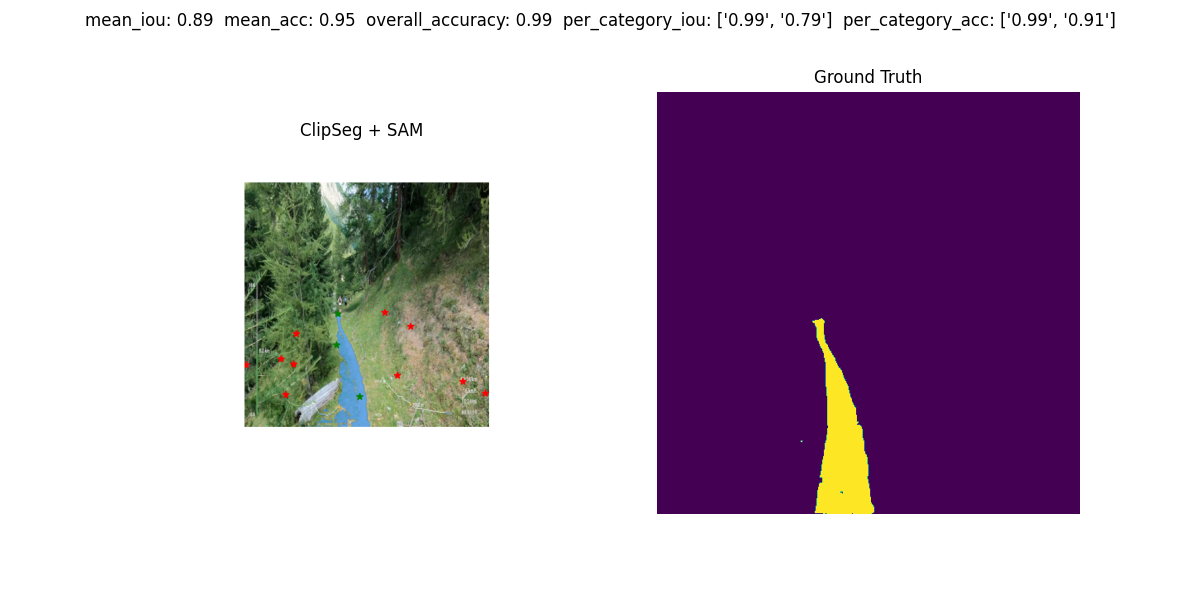 mean_iou: 0.89  mean_acc: 0.95  overall_accuracy: 0.99  per_category_iou: ['0.99', '0.79']  per_category_acc: ['0.99', '0.91']
Ground Truth
ClipSeg + SAM